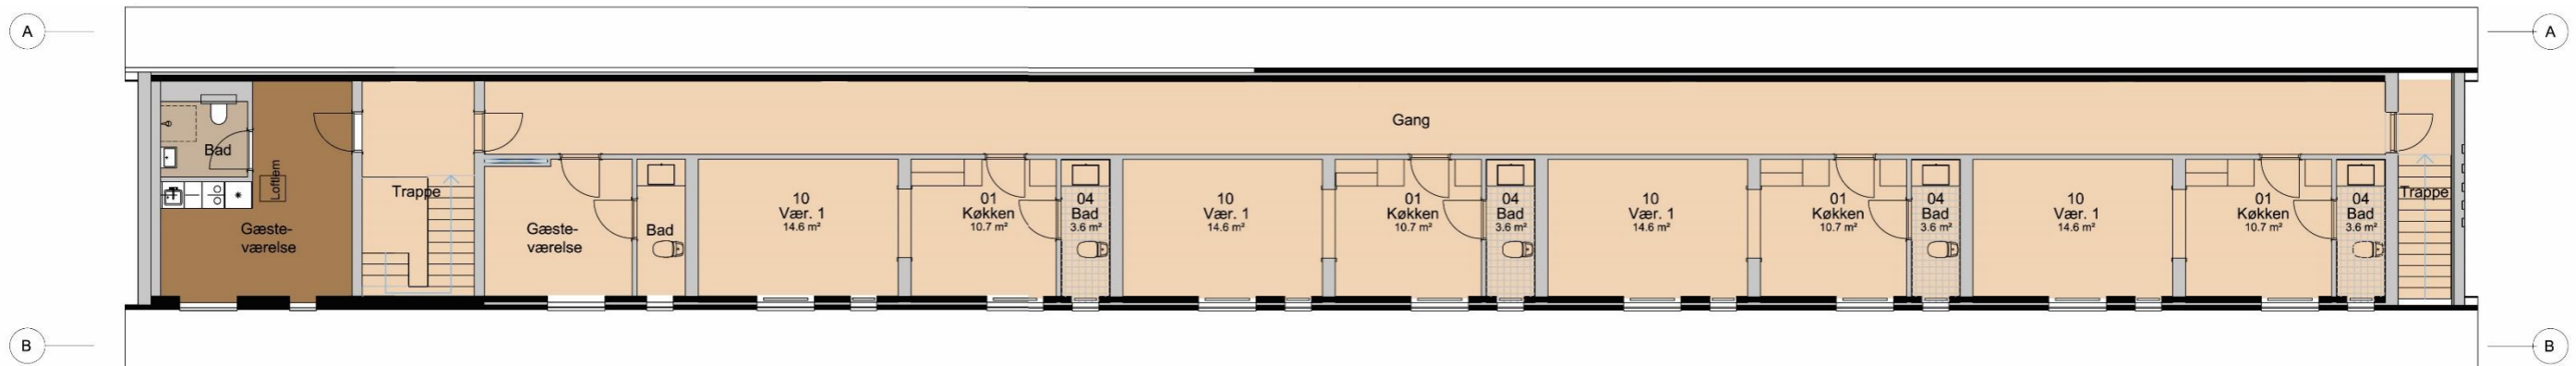 A
A
Gang
Bad
Loftlem
Trappe
Gæste-
værelse
Gæste-
værelse
Bad
10
Vær. 1
14.6 m²
01
Køkken
10.7 m²
04
Bad
3.6 m²
10
Vær. 1
14.6 m²
01
Køkken
10.7 m²
04
Bad
3.6 m²
10
Vær. 1
14.6 m²
01
Køkken
10.7 m²
04
Bad
3.6 m²
10
Vær. 1
14.6 m²
01
Køkken
10.7 m²
04
Bad
3.6 m²
Trappe
B
B